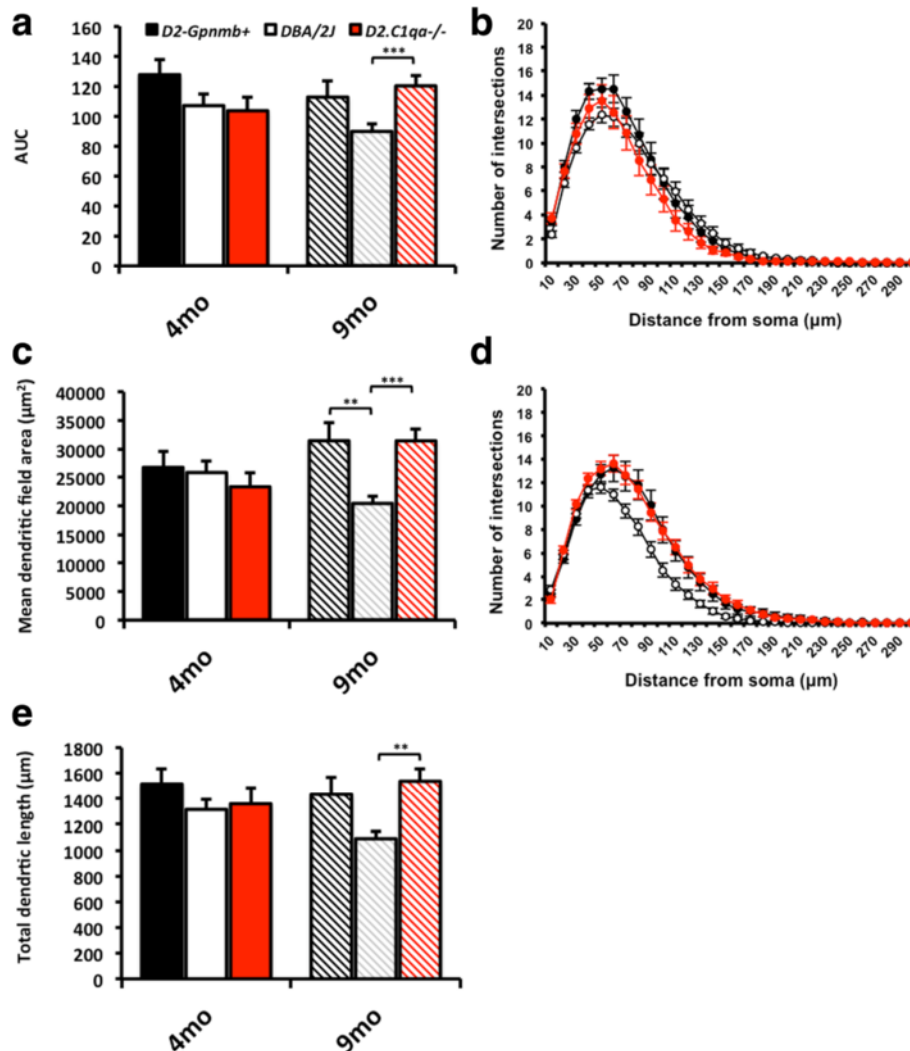 a
D2-Gpnmb+ DBA/2J D2.C1qa-/-
AUC
160
140
120
100
80
60
40
20
0
***
4mo 9mo
b
Number of intersections
20
18
16
14
12
10
8
6
4
2
0
10 30 50 70 90 110 130 150 170 190 210 230 250 270 290
Distance from soma (µm)
c
Mean dendritic field area (µm²)
40000
35000
30000
25000
20000
15000
10000
5000
0
** ***
4mo 9mo
d
Number of intersections
20
18
16
14
12
10
8
6
4
2
0
10 30 50 70 90 110 130 150 170 190 210 230 250 270 290
Distance from soma (µm)
e
Total dendrtic length (µm)
1800
1600
1400
1200
1000
800
600
400
200
0
**
4mo 9mo